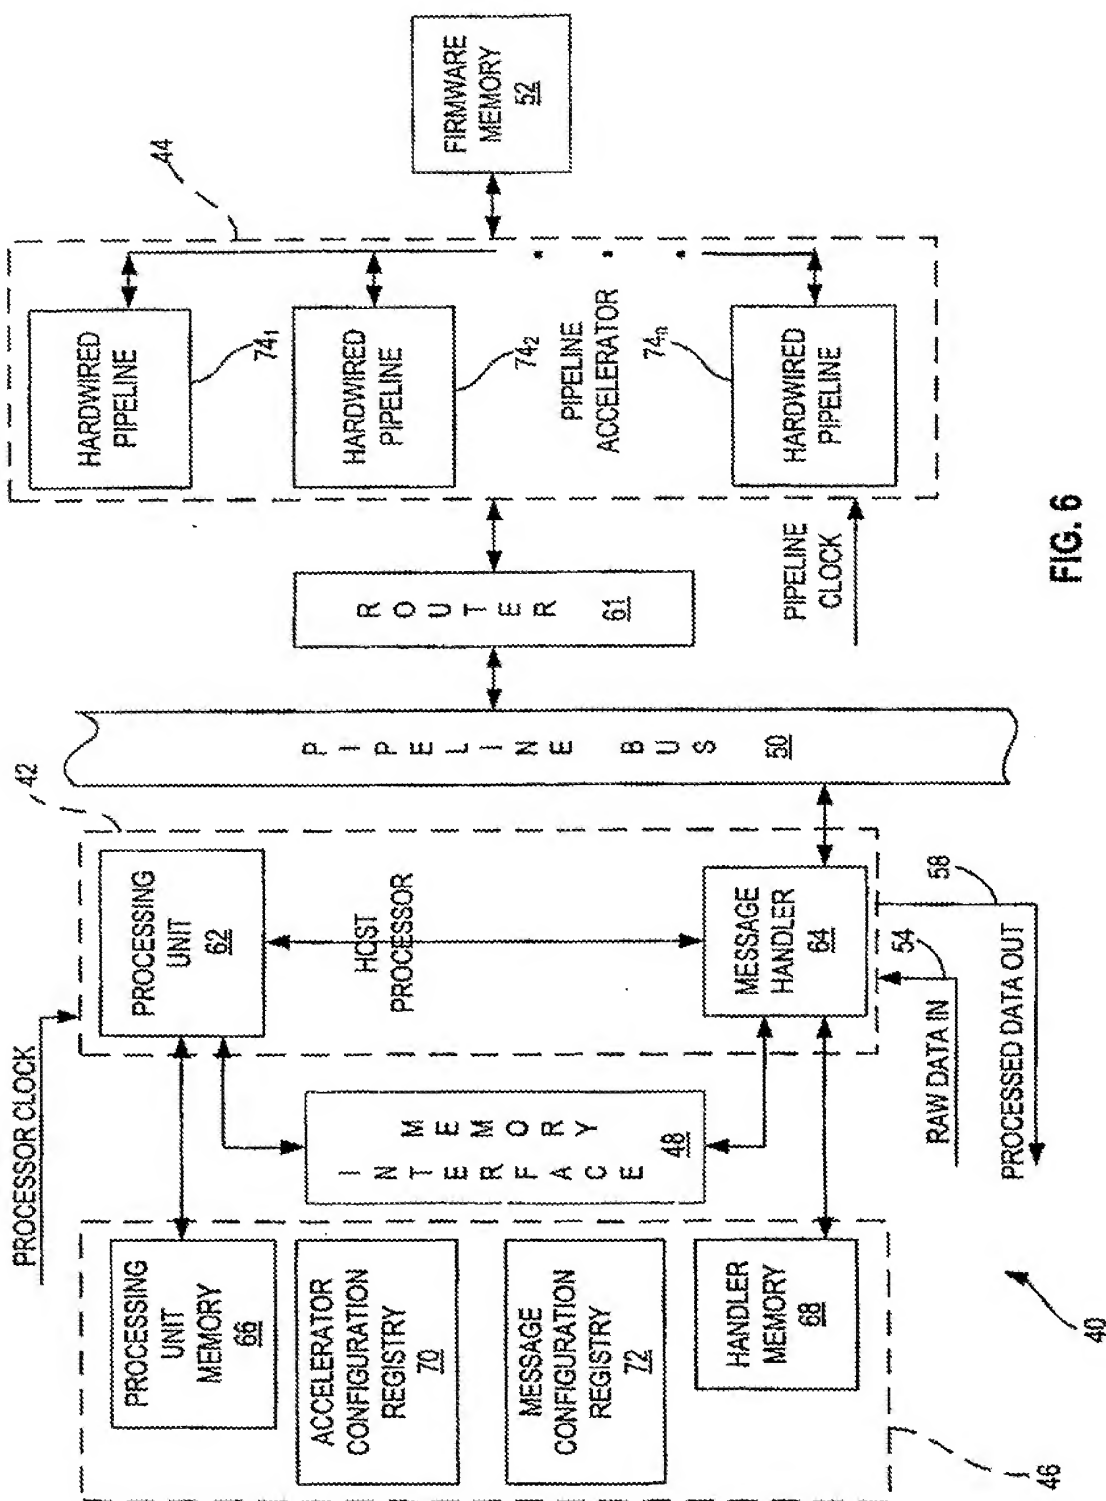 PROCESSOR CLOCK
42
44
PROCESSING
UNIT
MEMORY
66
ACCELERATOR
CONFIGURATION
REGISTRY
70
MESSAGE
CONFIGURATION
REGISTRY
72
HANDLER
MEMORY
68
46
MEMORY
INTERFACE
48
PROCESSING
UNIT
62
HOST
PROCESSOR
MESSAGE
HANDLER
64
RAW DATA IN
54
PROCESSED DATA OUT
58
PIPELINE BUS
50
ROUTER
61
HARDWIRED
PIPELINE
74₁
HARDWIRED
PIPELINE
74₂
PIPELINE
ACCELERATOR
74ₙ
HARDWIRED
PIPELINE
PIPELINE
CLOCK
FIRMWARE
MEMORY
52
40
FIG. 6